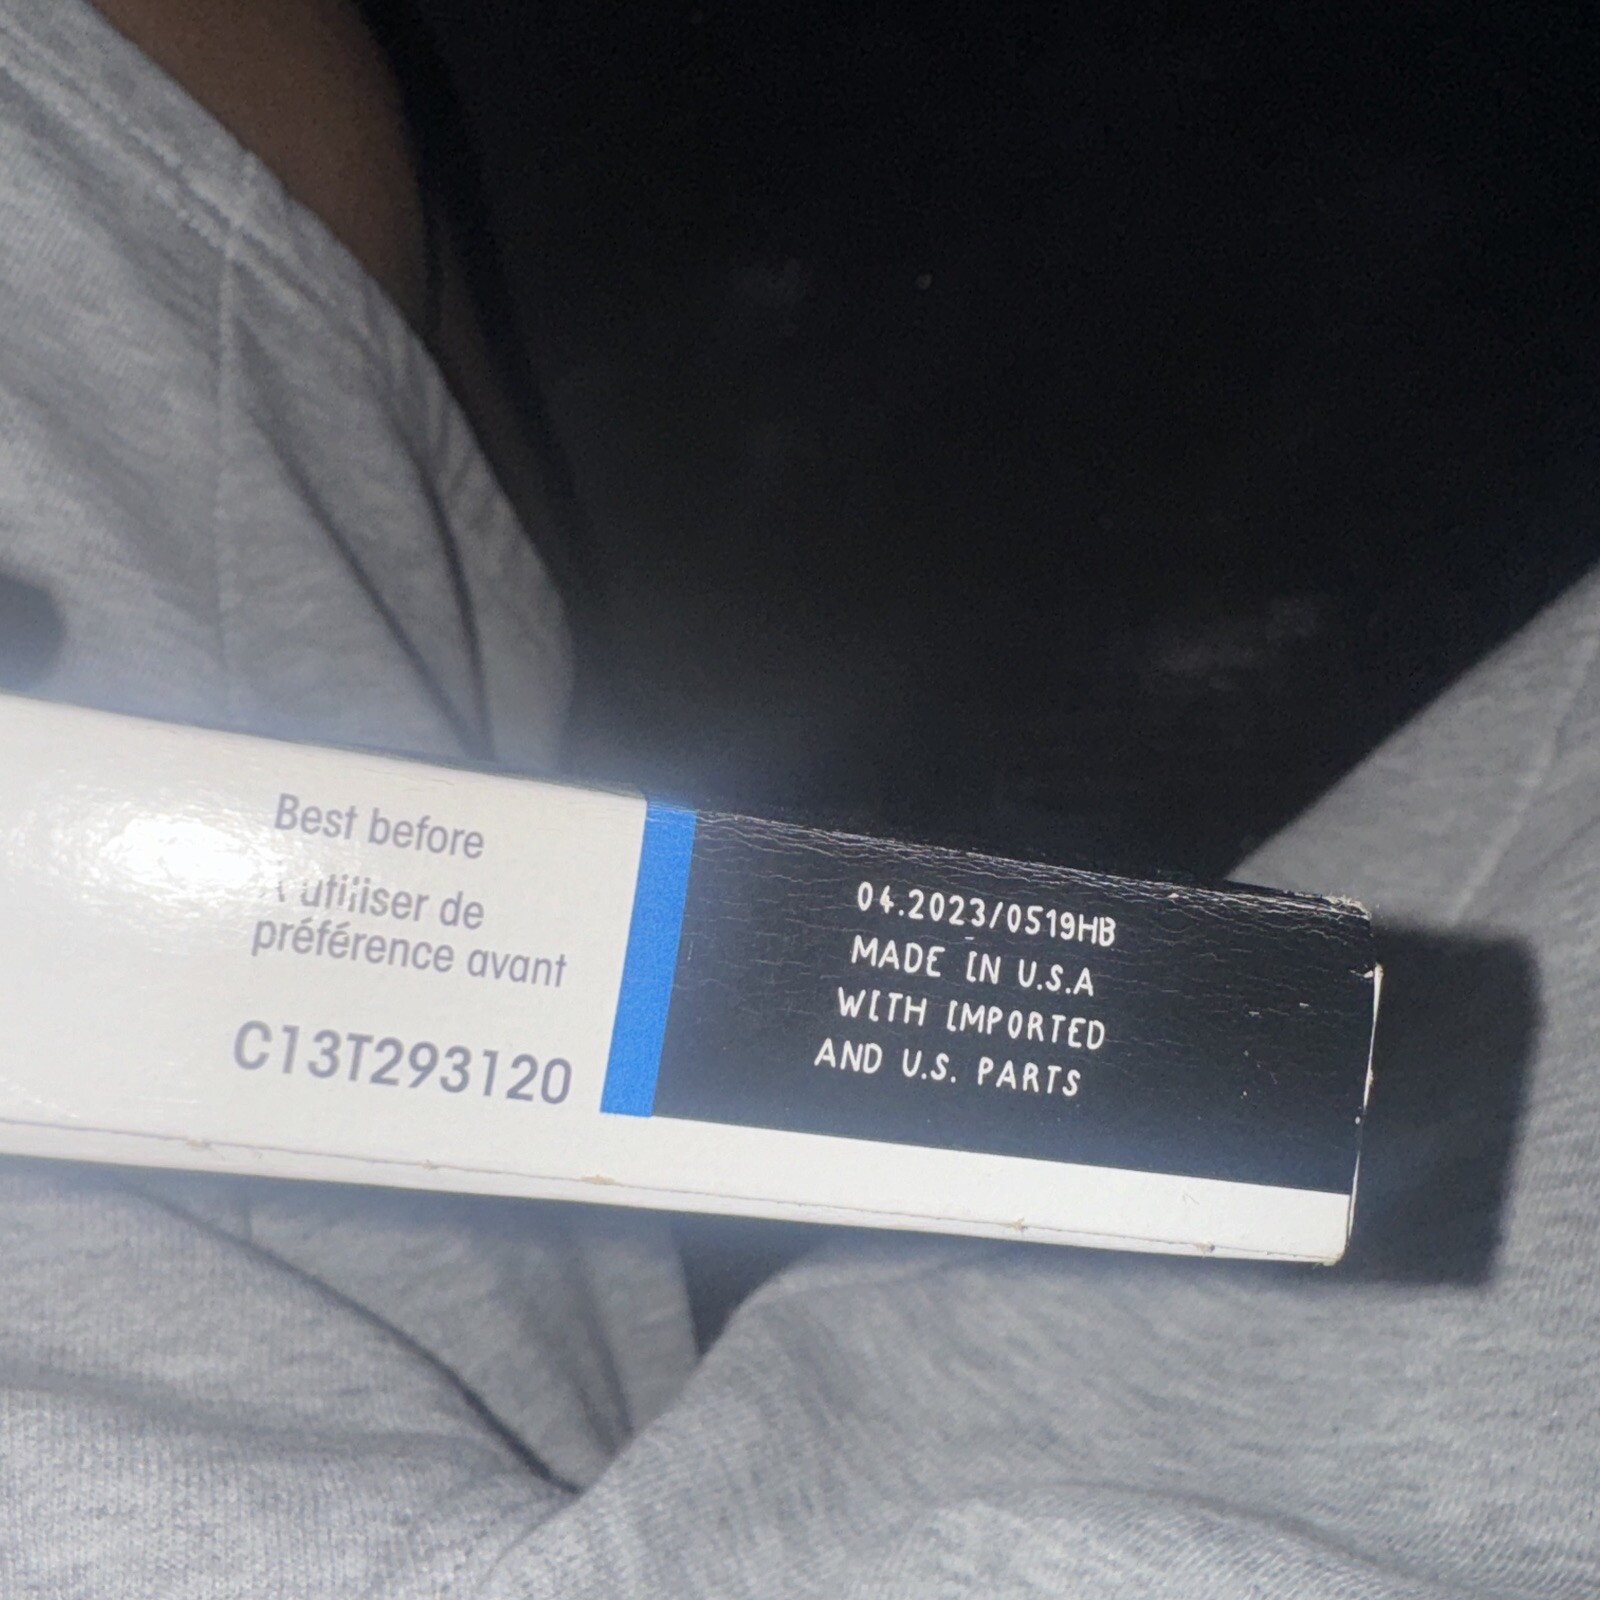 Best before
À utiliser de
préférence avant
C13T293120
04.2023/0519HB
MADE IN U.S.A
WITH IMPORTED
AND U.S. PARTS